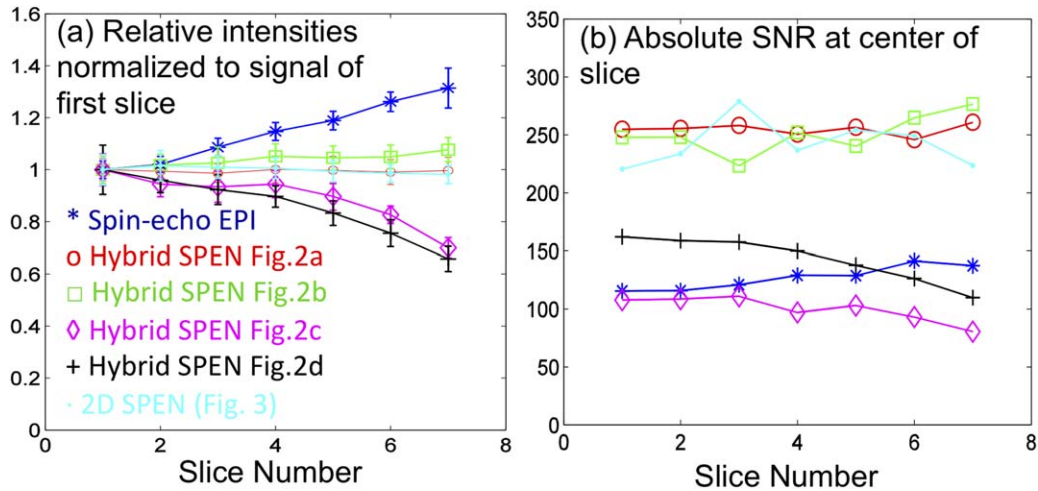 (a) Relative intensities
normalized to signal of
first slice
1.6
1.4
1.2
1
0.8
0.6
0.4
0.2
0
* Spin-echo EPI
o Hybrid SPEN Fig.2a
□ Hybrid SPEN Fig.2b
◊ Hybrid SPEN Fig.2c
+ Hybrid SPEN Fig.2d
· 2D SPEN (Fig. 3)
0 2 4 6 8
Slice Number
(b) Absolute SNR at center of
slice
350
300
250
200
150
100
50
0
0 2 4 6 8
Slice Number